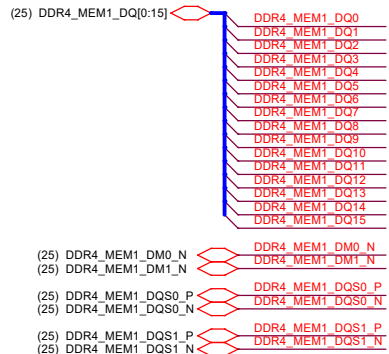 (25) DDR4_MEM1_DQ[0:15]
DDR4_MEM1_DQ0
DDR4_MEM1_DQ1
DDR4_MEM1_DQ2
DDR4_MEM1_DQ3
DDR4_MEM1_DQ4
DDR4_MEM1_DQ5
DDR4_MEM1_DQ6
DDR4_MEM1_DQ7
DDR4_MEM1_DQ8
DDR4_MEM1_DQ9
DDR4_MEM1_DQ10
DDR4_MEM1_DQ11
DDR4_MEM1_DQ12
DDR4_MEM1_DQ13
DDR4_MEM1_DQ14
DDR4_MEM1_DQ15
(25) DDR4_MEM1_DM0_N DDR4_MEM1_DM0_N
(25) DDR4_MEM1_DM1_N DDR4_MEM1_DM1_N
(25) DDR4_MEM1_DQS0_P DDR4_MEM1_DQS0_P
(25) DDR4_MEM1_DQS0_N DDR4_MEM1_DQS0_N
(25) DDR4_MEM1_DQS1_P DDR4_MEM1_DQS1_P
(25) DDR4_MEM1_DQS1_N DDR4_MEM1_DQS1_N